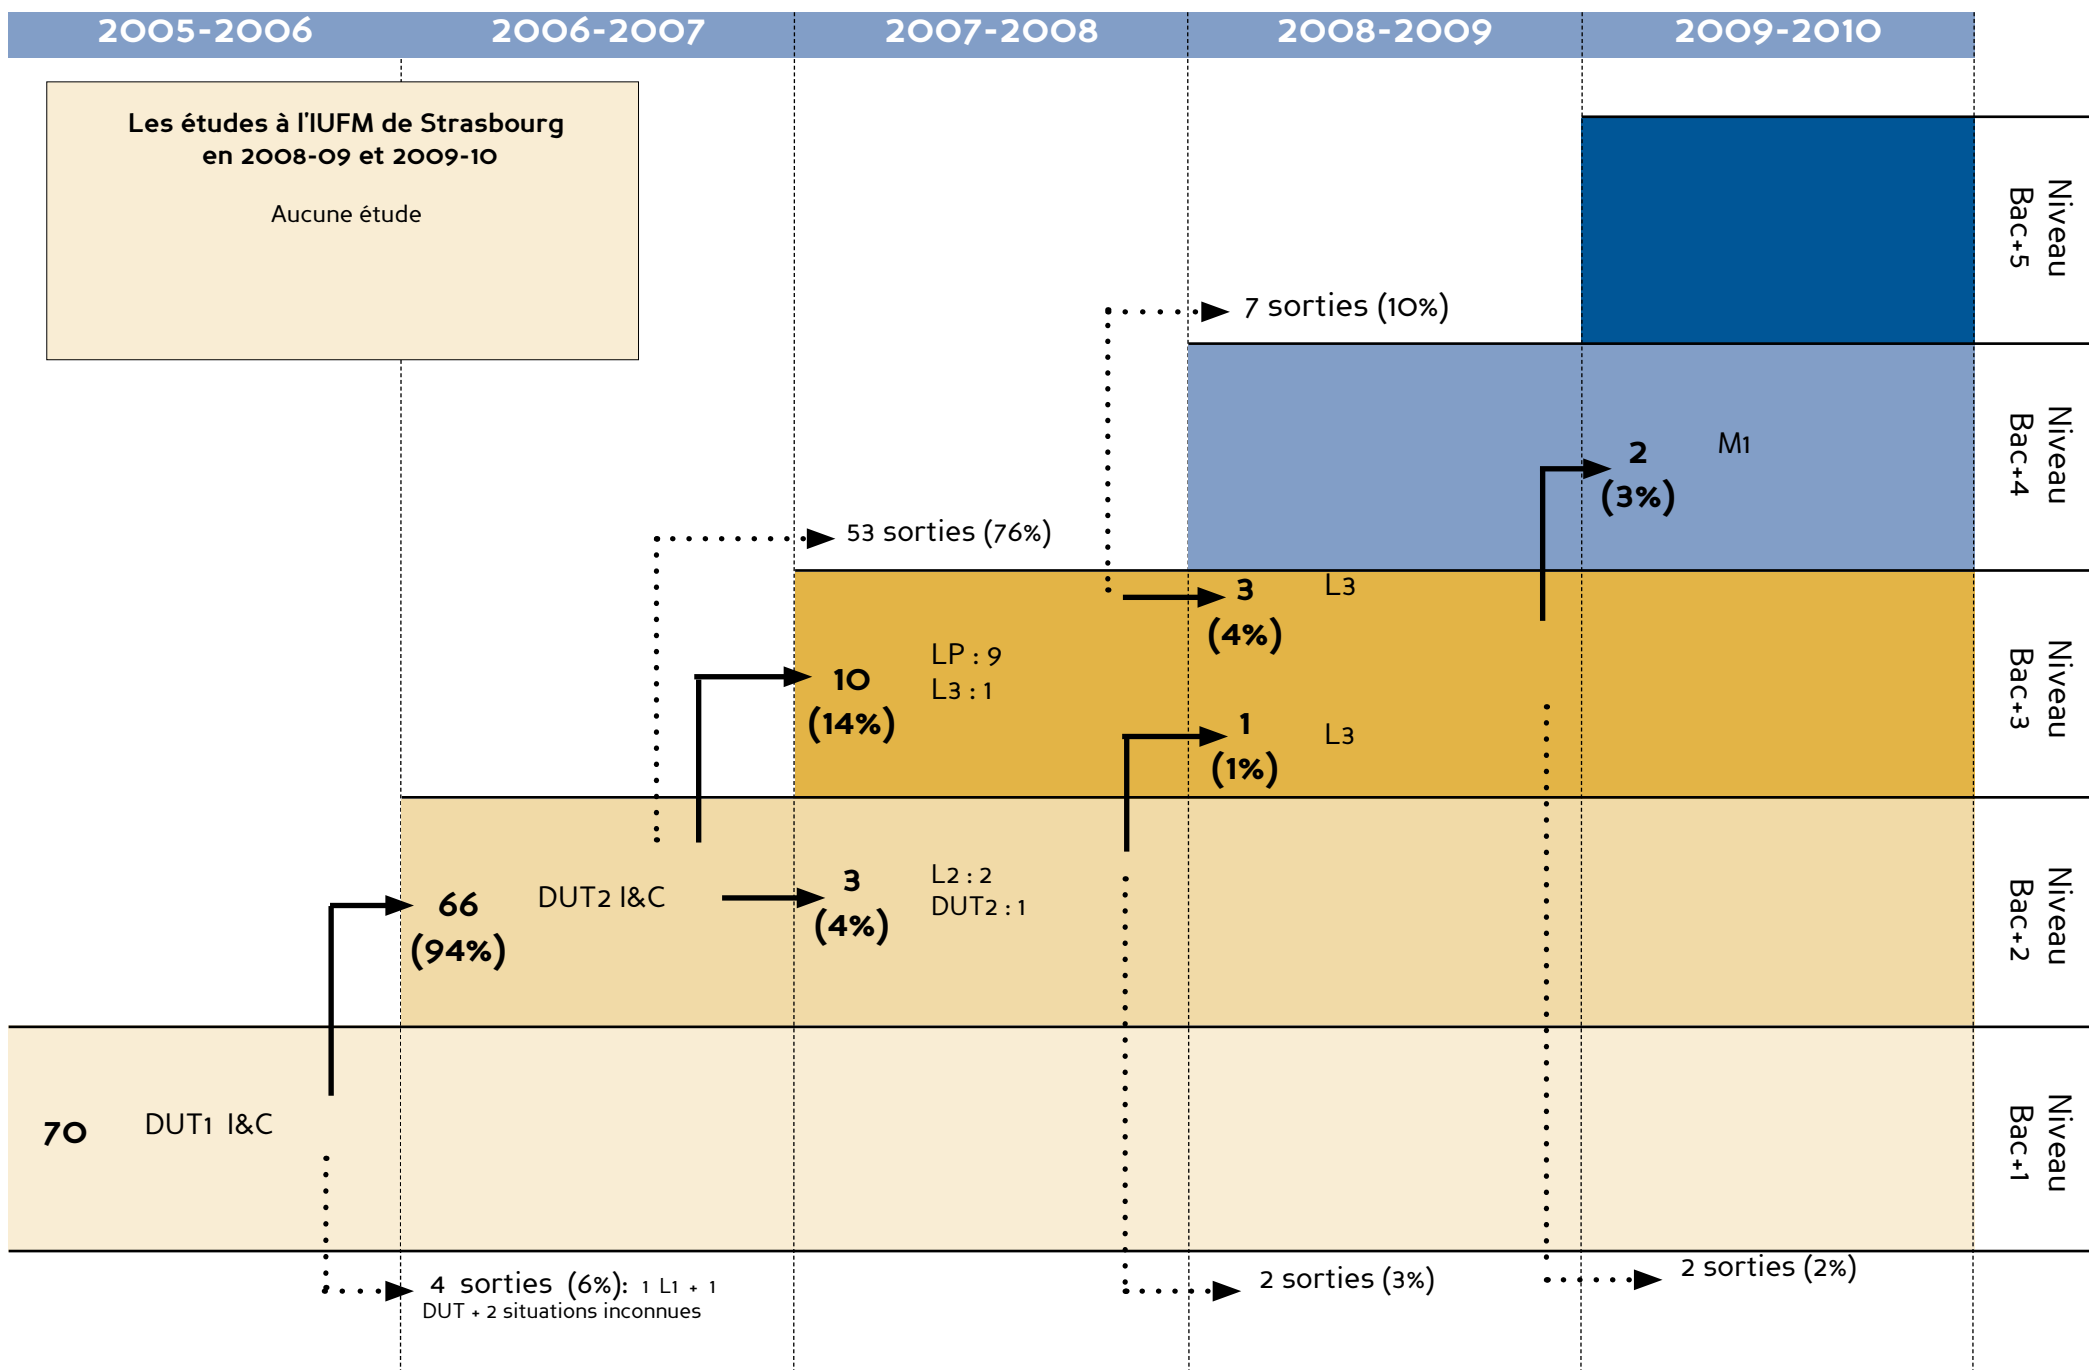 2005-2006
2006-2007
2007-2008
2008-2009
2009-2010
Les études à l'IUFM de Strasbourg
en 2008-09 et 2009-10
Aucune étude
Niveau
Bac+5
7 sorties (10%)
Niveau
Bac+4
2
(3%)
M1
53 sorties (76%)
Niveau
Bac+3
3
(4%)
L3
10
(14%)
LP : 9
L3 : 1
1
(1%)
L3
Niveau
Bac+2
66
(94%)
DUT2 I&C
3
(4%)
L2 : 2
DUT2 : 1
Niveau
Bac+1
70
DUT1 I&C
4 sorties (6%): 1 L1 + 1
DUT + 2 situations inconnues
2 sorties (3%)
2 sorties (2%)